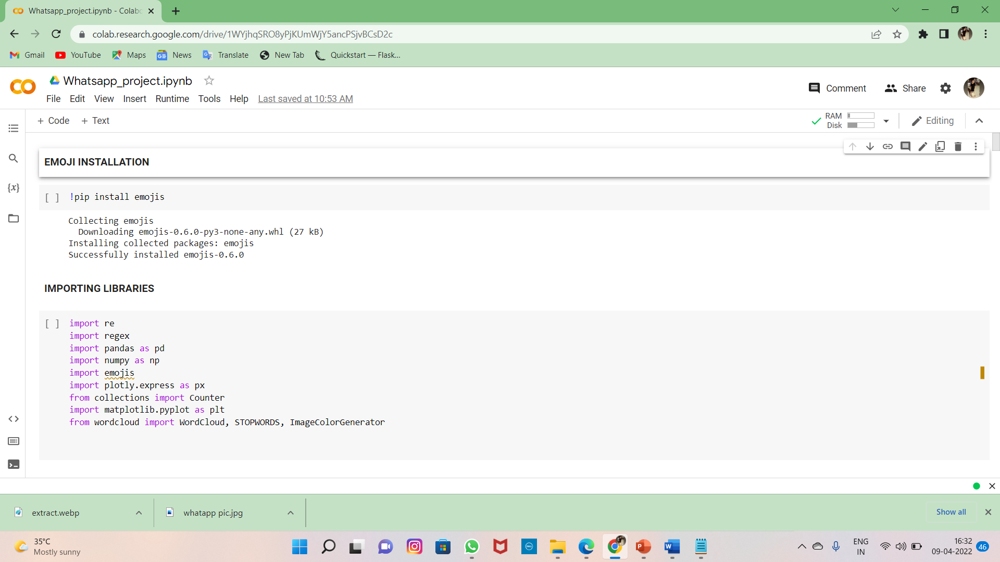 Whatsapp_project.ipynb - Colabo
colab.research.google.com/drive/1WYjhqSRO8yPjKUmWjY5ancPSjvBCsD2c
Gmail YouTube Maps News Translate New Tab Quickstart — Flask...
Whatsapp_project.ipynb
File Edit View Insert Runtime Tools Help Last saved at 10:53 AM
Comment Share
+ Code + Text
RAM
Disk
Editing
EMOJI INSTALLATION
[ ] !pip install emojis
Collecting emojis
Downloading emojis-0.6.0-py3-none-any.whl (27 kB)
Installing collected packages: emojis
Successfully installed emojis-0.6.0
IMPORTING LIBRARIES
[ ] import re
import regex
import pandas as pd
import numpy as np
import emojis
import plotly.express as px
from collections import Counter
import matplotlib.pyplot as plt
from wordcloud import WordCloud, STOPWORDS, ImageColorGenerator
{x}
extract.webp
whatapp pic.jpg
Show all
35°C
Mostly sunny
ENG
IN
16:32
09-04-2022
46